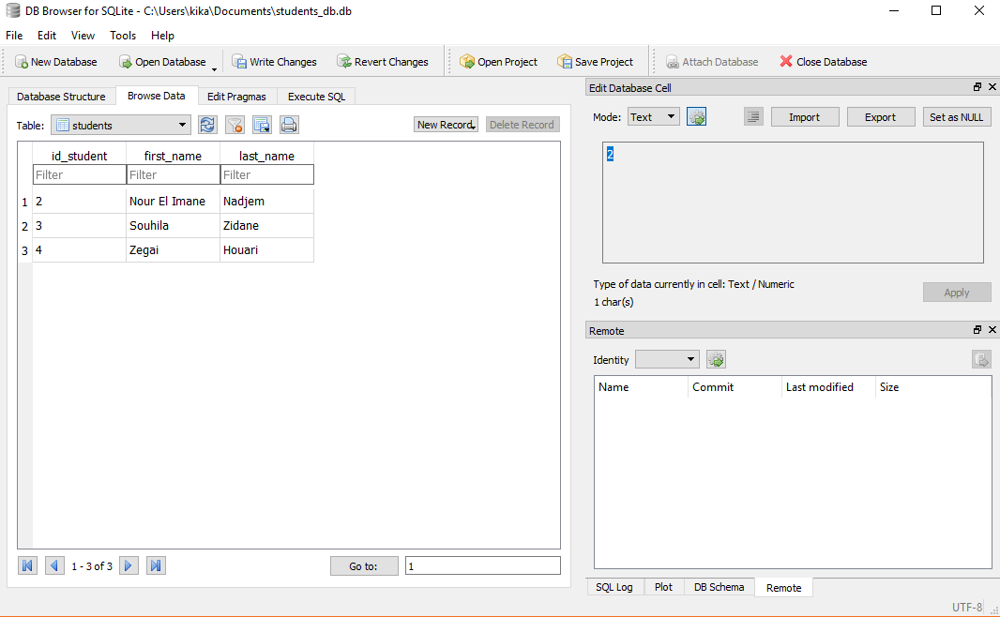 DB Browser for SQLite - C:\Users\kika\Documents\students_db.db
File Edit View Tools Help
New Database Open Database Write Changes Revert Changes Open Project Save Project Attach Database Close Database
Database Structure Browse Data Edit Pragmas Execute SQL
Table: students New Record Delete Record
id_student first_name last_name
Filter Filter Filter
1 2 Nour El Imane Nadjem
2 3 Souhila Zidane
3 4 Zegai Houari
1 - 3 of 3 Go to: 1
Edit Database Cell
Mode: Text Import Export Set as NULL
2
Type of data currently in cell: Text / Numeric
1 char(s)
Apply
Remote
Identity
Name Commit Last modified Size
SQL Log Plot DB Schema Remote
UTF-8